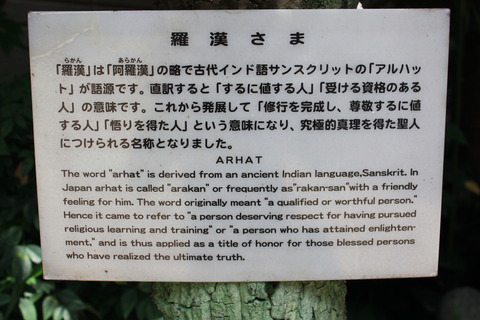 羅漢さま
らかん あらかん
「羅漢」は「阿羅漢」の略で古代インド語サンスクリットの「アルハッ
ト」が語源です。直訳すると「するに値する人」「受ける資格のある
人」の意味です。これから発展して「修行を完成し、尊敬するに値
する人」「悟りを得た人」という意味になり、究極的真理を得た聖人
につけられる名称となりました。
ARHAT
The word "arhat" is derived from an ancient Indian language,Sanskrit. In
Japan arhat is called "arakan" or frequently as"rakan-san"with a friendly
feeling for him. The word originally meant "a qualified or worthful person."
Hence it came to refer to "a person deserving respect for having pursued
religious learning and training" or "a person who has attained enlighten-
ment," and is thus applied as a title of honor for those blessed persons
who have realized the ultimate truth.